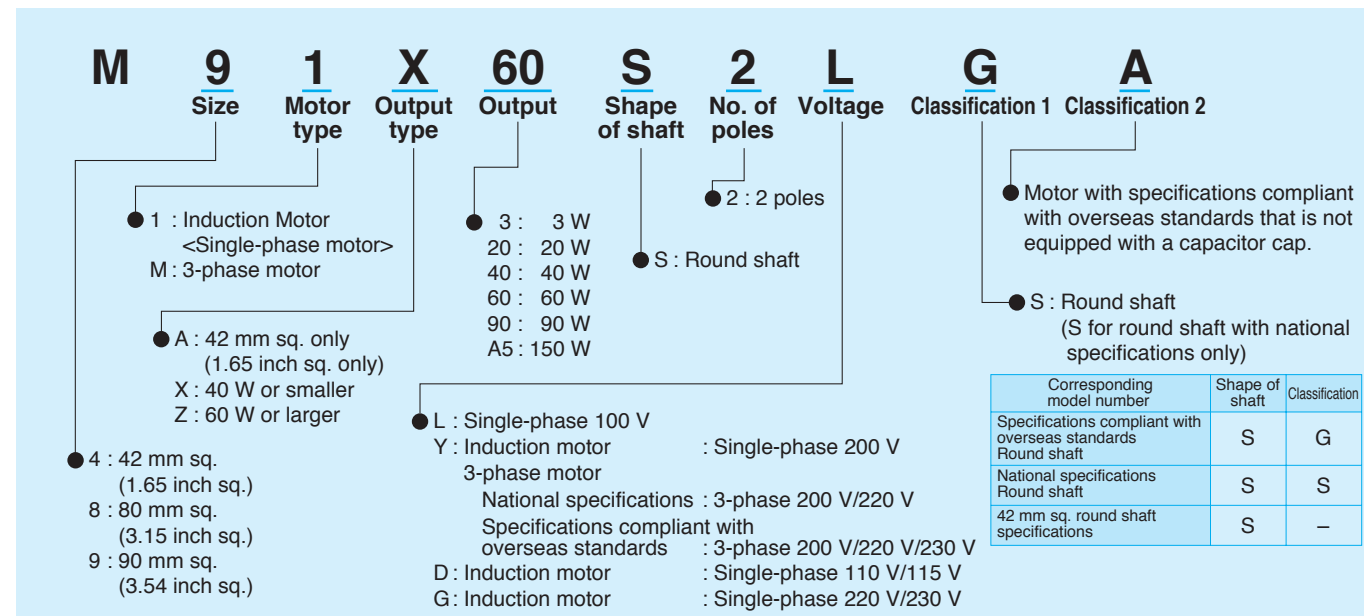 M 9 1 X 60 S 2 L G A
Size Motor type Output type Output Shape of shaft No. of poles Voltage Classification 1 Classification 2
1 : Induction Motor
<Single-phase motor>
M : 3-phase motor
A : 42 mm sq. only
(1.65 inch sq. only)
X : 40 W or smaller
Z : 60 W or larger
4 : 42 mm sq.
(1.65 inch sq.)
8 : 80 mm sq.
(3.15 inch sq.)
9 : 90 mm sq.
(3.54 inch sq.)
3 : 3 W
20 : 20 W
40 : 40 W
60 : 60 W
90 : 90 W
A5 : 150 W
S : Round shaft
2 : 2 poles
L : Single-phase 100 V
Y : Induction motor : Single-phase 200 V
3-phase motor
National specifications : 3-phase 200 V/220 V
Specifications compliant with
overseas standards : 3-phase 200 V/220 V/230 V
D : Induction motor : Single-phase 110 V/115 V
G : Induction motor : Single-phase 220 V/230 V
Motor with specifications compliant
with overseas standards that is not
equipped with a capacitor cap.
S : Round shaft
(S for round shaft with national
specifications only)
Corresponding model number Shape of shaft Classification
Specifications compliant with
overseas standards
Round shaft S G
National specifications
Round shaft S S
42 mm sq. round shaft
specifications S –